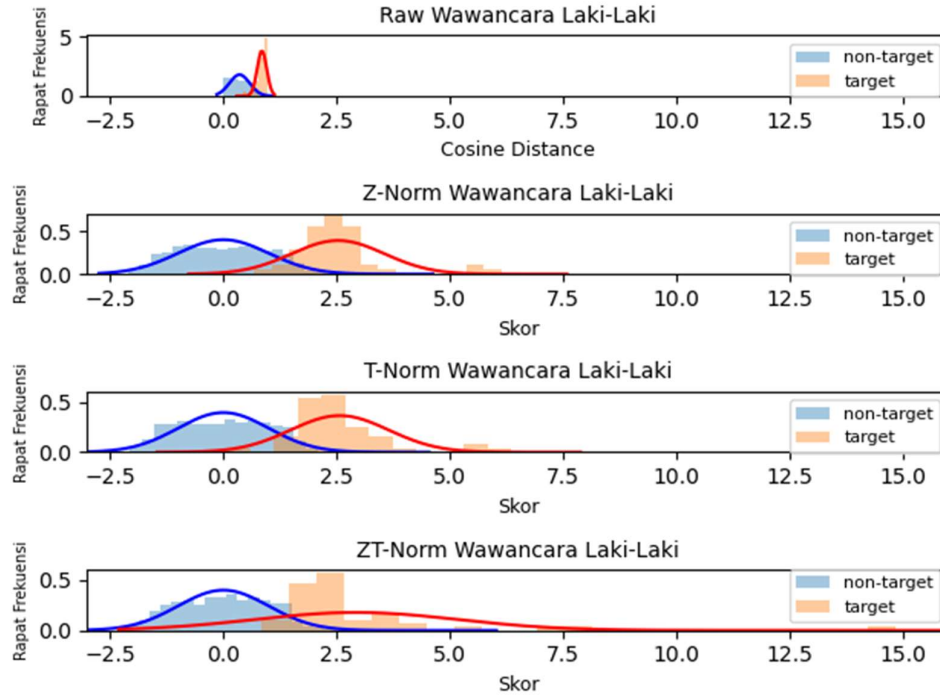 Raw Wawancara Laki-Laki
Rapat Frekuensi
5
0
non-target
target
−2.5 0.0 2.5 5.0 7.5 10.0 12.5 15.0
Cosine Distance
Z-Norm Wawancara Laki-Laki
Rapat Frekuensi
0.5
0.0
non-target
target
−2.5 0.0 2.5 5.0 7.5 10.0 12.5 15.0
Skor
T-Norm Wawancara Laki-Laki
Rapat Frekuensi
0.5
0.0
non-target
target
−2.5 0.0 2.5 5.0 7.5 10.0 12.5 15.0
Skor
ZT-Norm Wawancara Laki-Laki
Rapat Frekuensi
0.5
0.0
non-target
target
−2.5 0.0 2.5 5.0 7.5 10.0 12.5 15.0
Skor